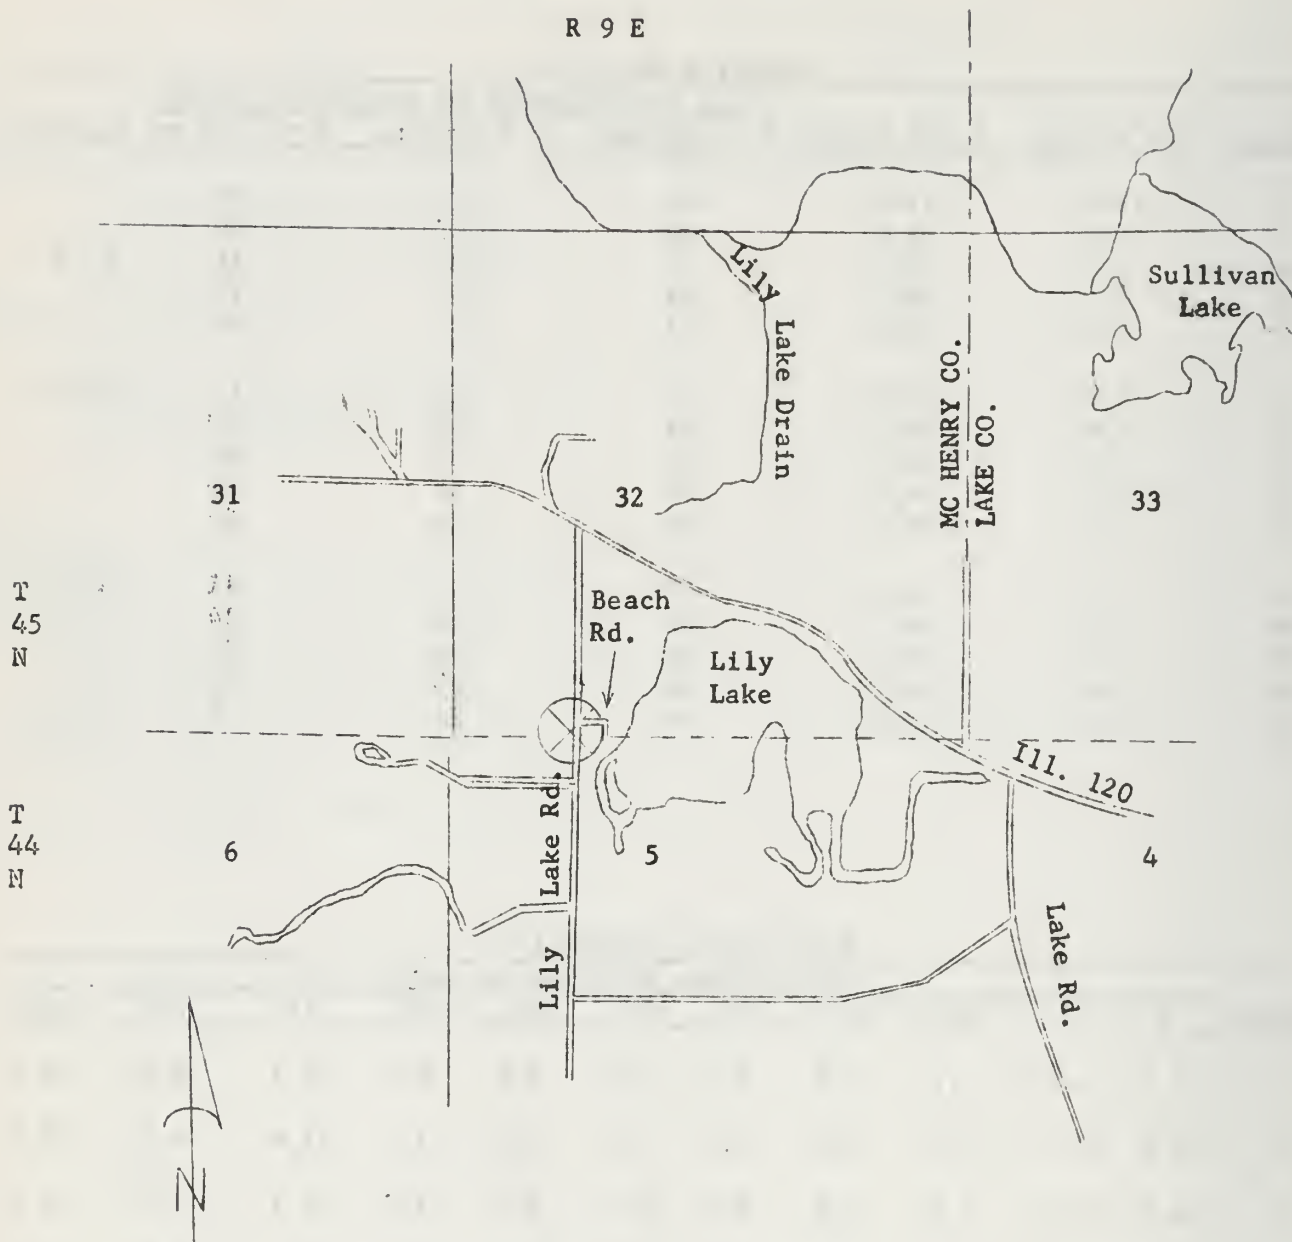 R 9 E
Sullivan
Lake
Lily
Lake Drain
MC HENRY CO.
LAKE CO.
31
32
33
T
45
N
Beach
Rd.
Lily
Lake
Ill. 120
T
44
N
6
5
4
Lily Lake Rd.
Lake Rd.
N